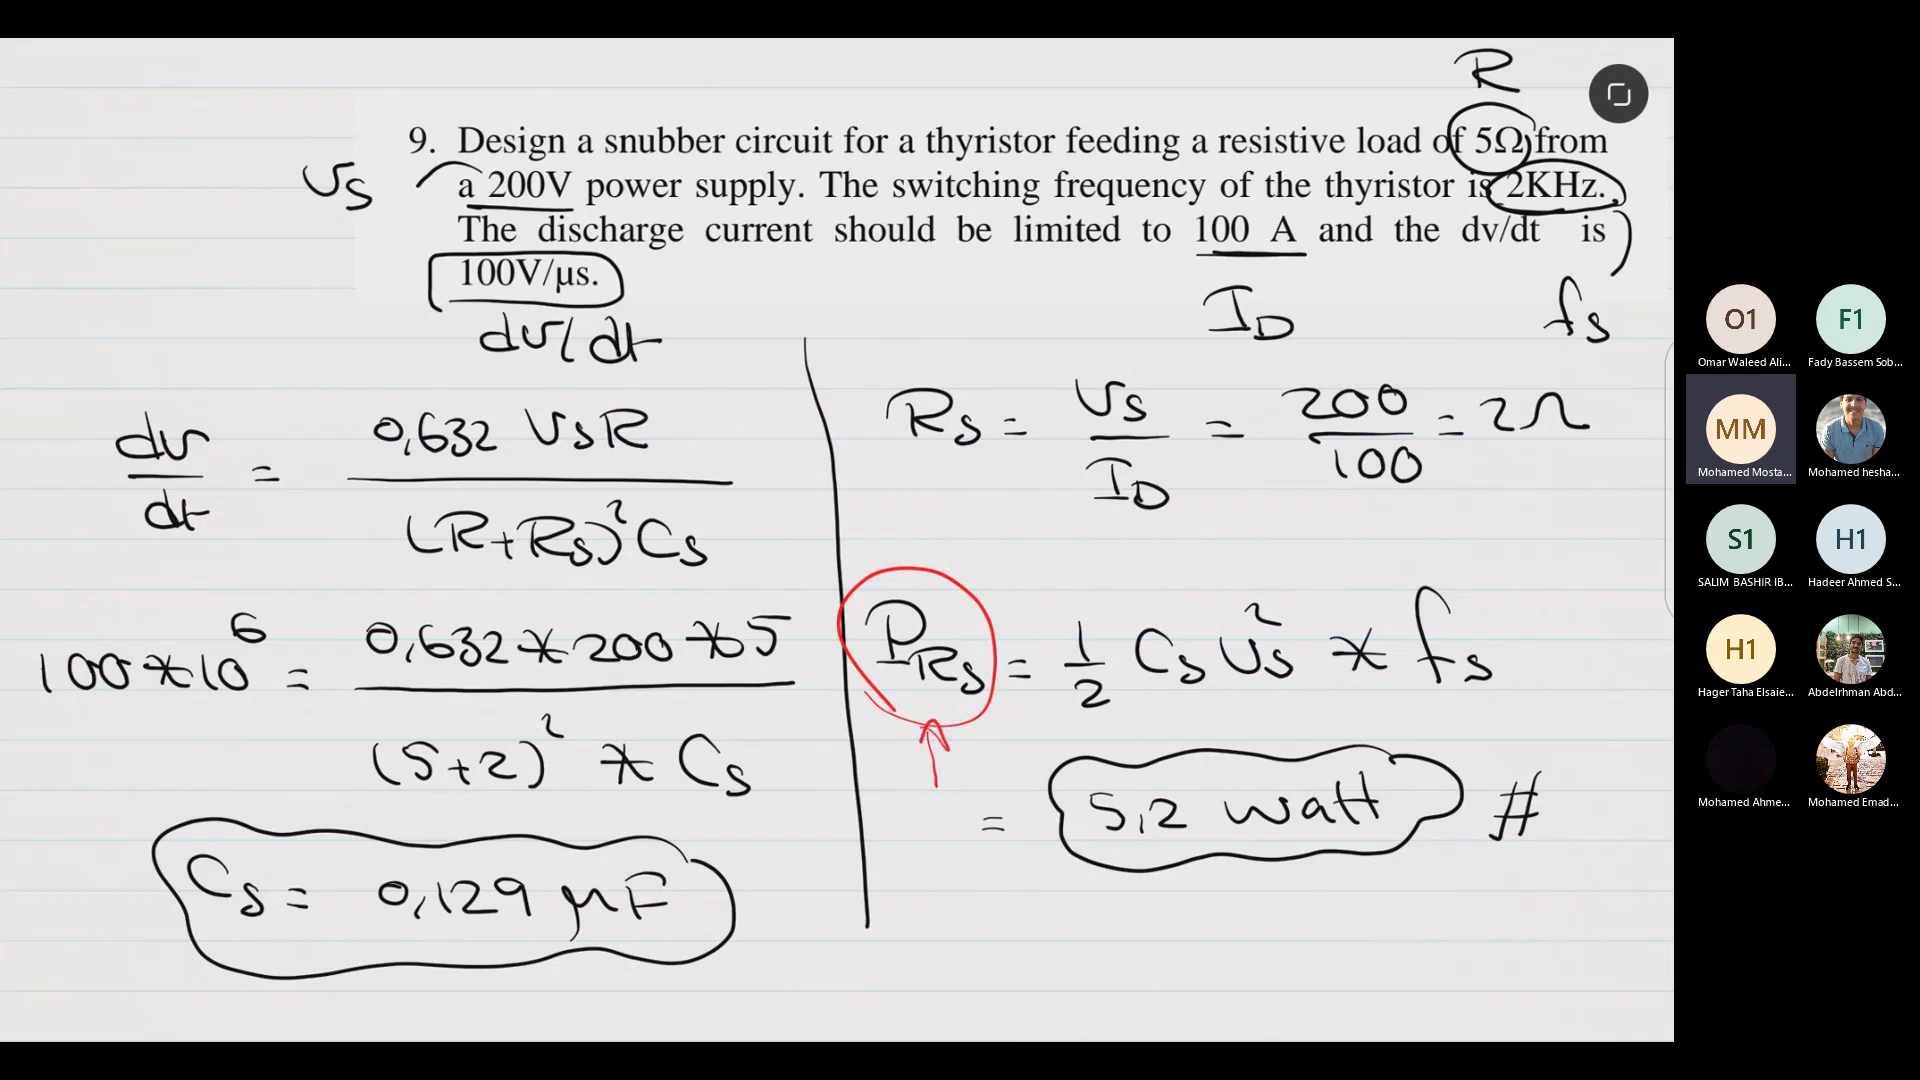 R
9. Design a snubber circuit for a thyristor feeding a resistive load of 5Ω from
a 200V power supply. The switching frequency of the thyristor is 2KHz.
The discharge current should be limited to 100 A and the dv/dt is
100V/µs.
Vs
dv/dt
I_D
fs
dv/dt = 0,632 Vs R / (R+Rs)² Cs
100*10⁶ = 0,632*200*5 / (5+2)² * Cs
Cs = 0,129 µF
Rs = Vs / I_D = 200 / 100 = 2Ω
P_Rs = 1/2 Cs Vs² * fs
= 5,2 watt #
O1
Omar Waleed Ali...
F1
Fady Bassem Sob...
MM
Mohamed Mosta...
Mohamed hesha...
S1
SALIM BASHIR IB...
H1
Hadeer Ahmed S...
H1
Hager Taha Elsaie...
Abdelrhman Abd...
Mohamed Ahme...
Mohamed Emad...